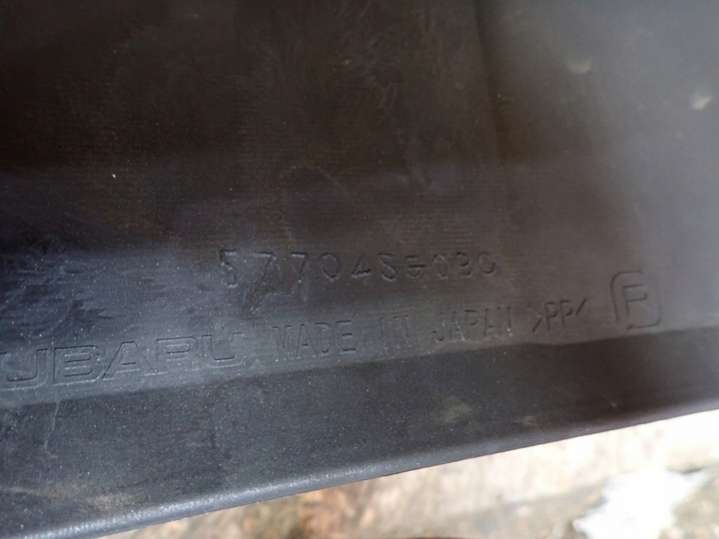 57704SG030
UBARU MADE IN JAPAN >PP< F